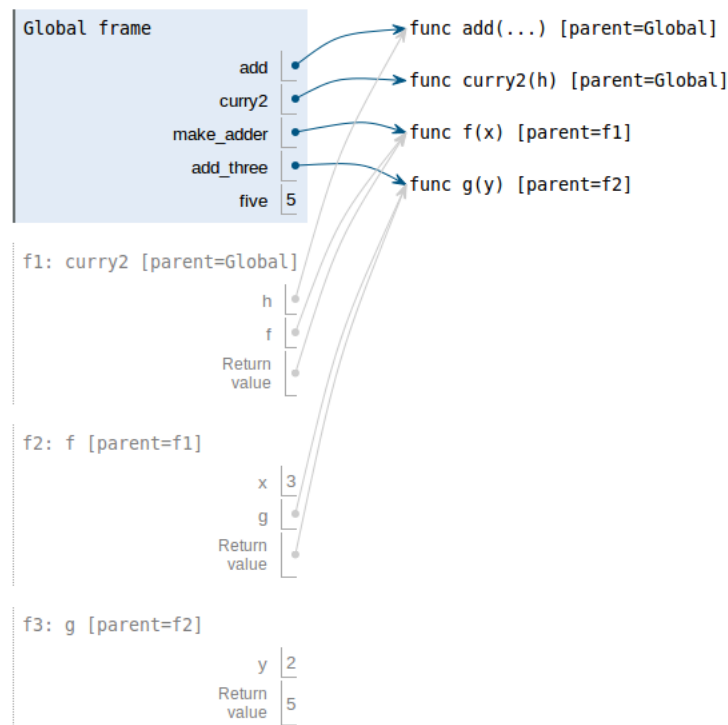 Global frame
add
curry2
make_adder
add_three
five 5
func add(...) [parent=Global]
func curry2(h) [parent=Global]
func f(x) [parent=f1]
func g(y) [parent=f2]
f1: curry2 [parent=Global]
h
f
Return
value
f2: f [parent=f1]
x 3
g
Return
value
f3: g [parent=f2]
y 2
Return
value 5